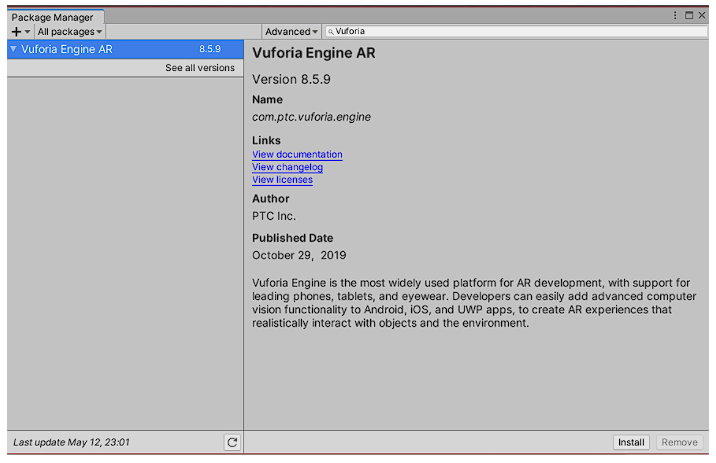 Package Manager
+ All packages Advanced Vuforia
Vuforia Engine AR 8.5.9
See all versions
Vuforia Engine AR
Version 8.5.9
Name
com.ptc.vuforia.engine
Links
View documentation
View changelog
View licenses
Author
PTC Inc.
Published Date
October 29, 2019
Vuforia Engine is the most widely used platform for AR development, with support for
leading phones, tablets, and eyewear. Developers can easily add advanced computer
vision functionality to Android, iOS, and UWP apps, to create AR experiences that
realistically interact with objects and the environment.
Last update May 12, 23:01
Install Remove